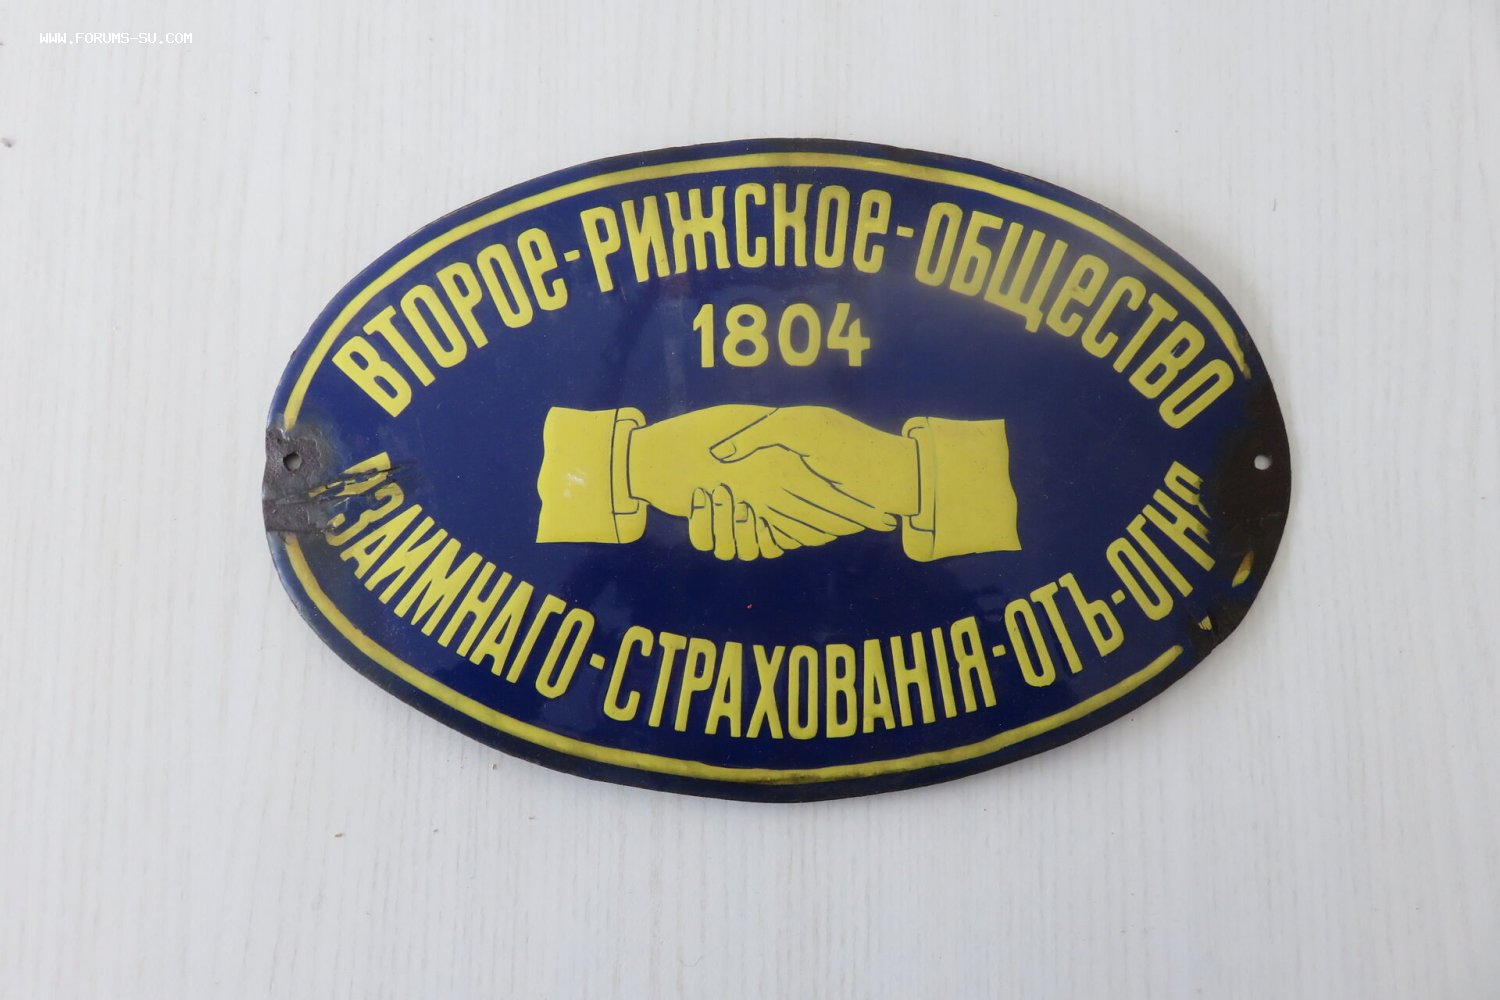 WWW.FORUMS-SU.COM
ВТОРОЕ-РИЖСКОЕ-ОБЩЕСТВО
1804
ВЗАИМНАГО-СТРАХОВАНІЯ-ОТЪ-ОГНЯ